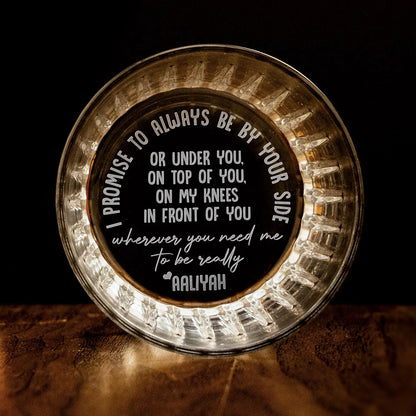 I PROMISE TO ALWAYS BE BY YOUR SIDE
OR UNDER YOU,
ON TOP OF YOU,
ON MY KNEES
IN FRONT OF YOU
wherever you need me
to be really
AALIYAH